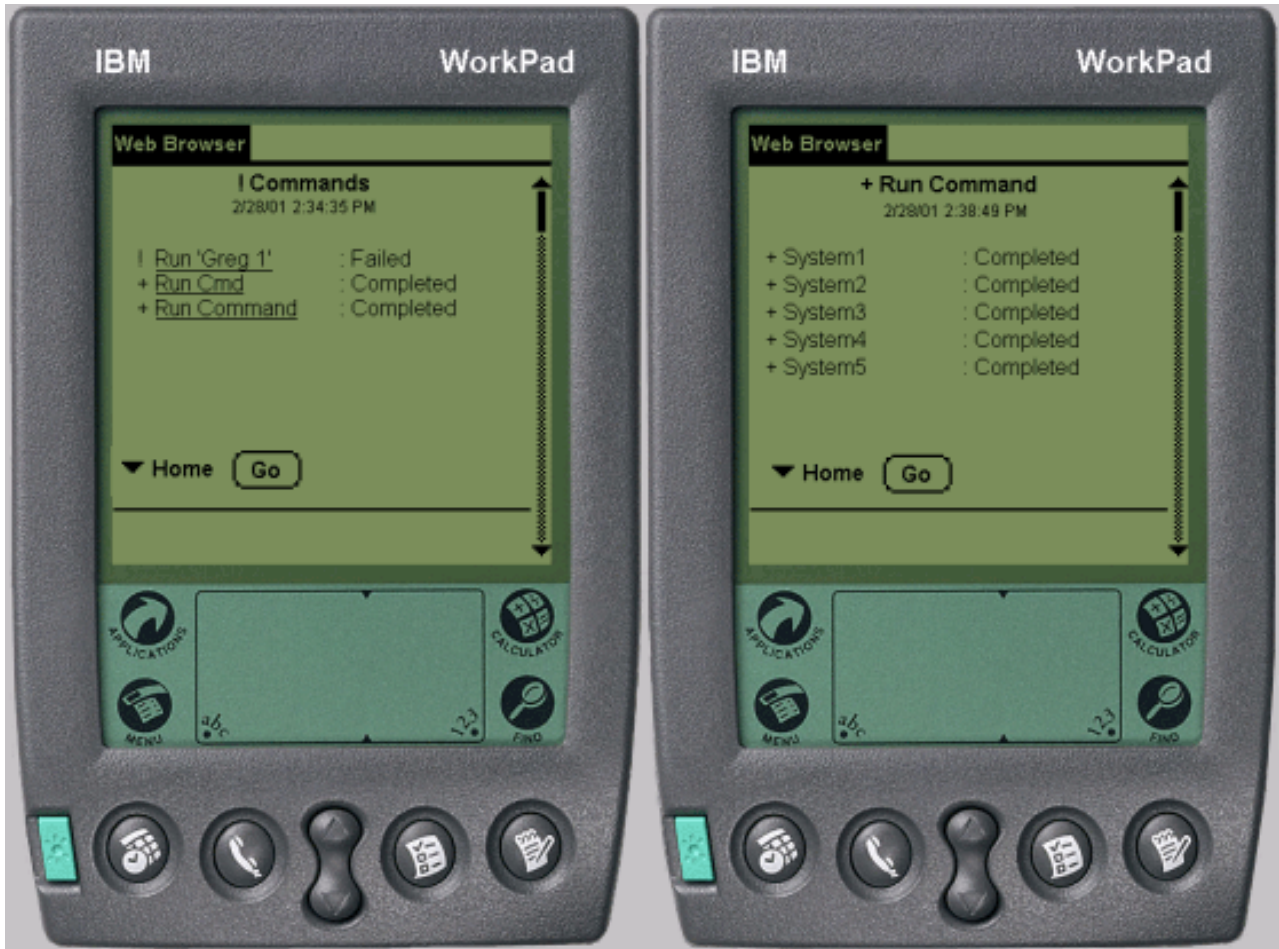 IBM WorkPad
Web Browser
! Commands
2/28/01 2:34:35 PM
! Run 'Greg 1' : Failed
+ Run Cmd : Completed
+ Run Command : Completed
Home Go
APPLICATIONS
CALCULATOR
MENU
abc
123
FIND
IBM WorkPad
Web Browser
+ Run Command
2/28/01 2:38:49 PM
+ System1 : Completed
+ System2 : Completed
+ System3 : Completed
+ System4 : Completed
+ System5 : Completed
Home Go
APPLICATIONS
CALCULATOR
MENU
abc
123
FIND